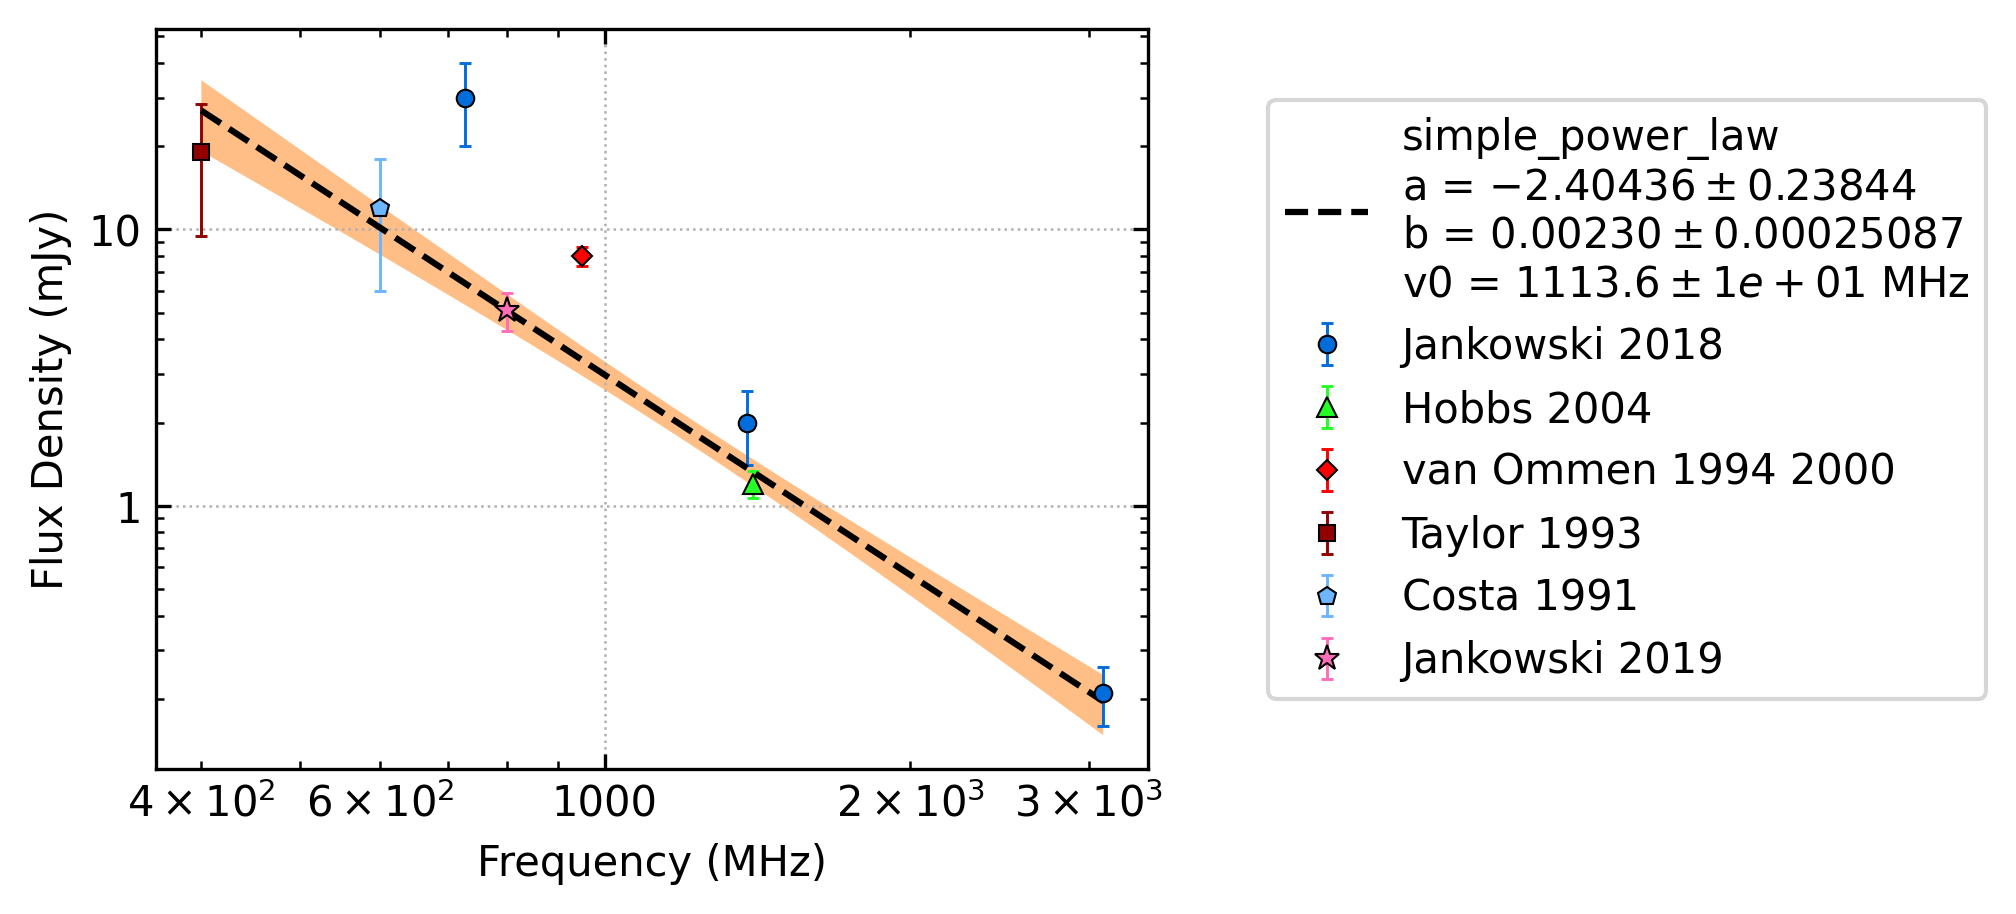 Flux Density (mJy)
10
1
4 × 10²
6 × 10²
1000
2 × 10³
3 × 10³
Frequency (MHz)
simple_power_law
a = −2.40436 ± 0.23844
b = 0.00230 ± 0.00025087
v0 = 1113.6 ± 1e + 01 MHz
Jankowski 2018
Hobbs 2004
van Ommen 1994 2000
Taylor 1993
Costa 1991
Jankowski 2019